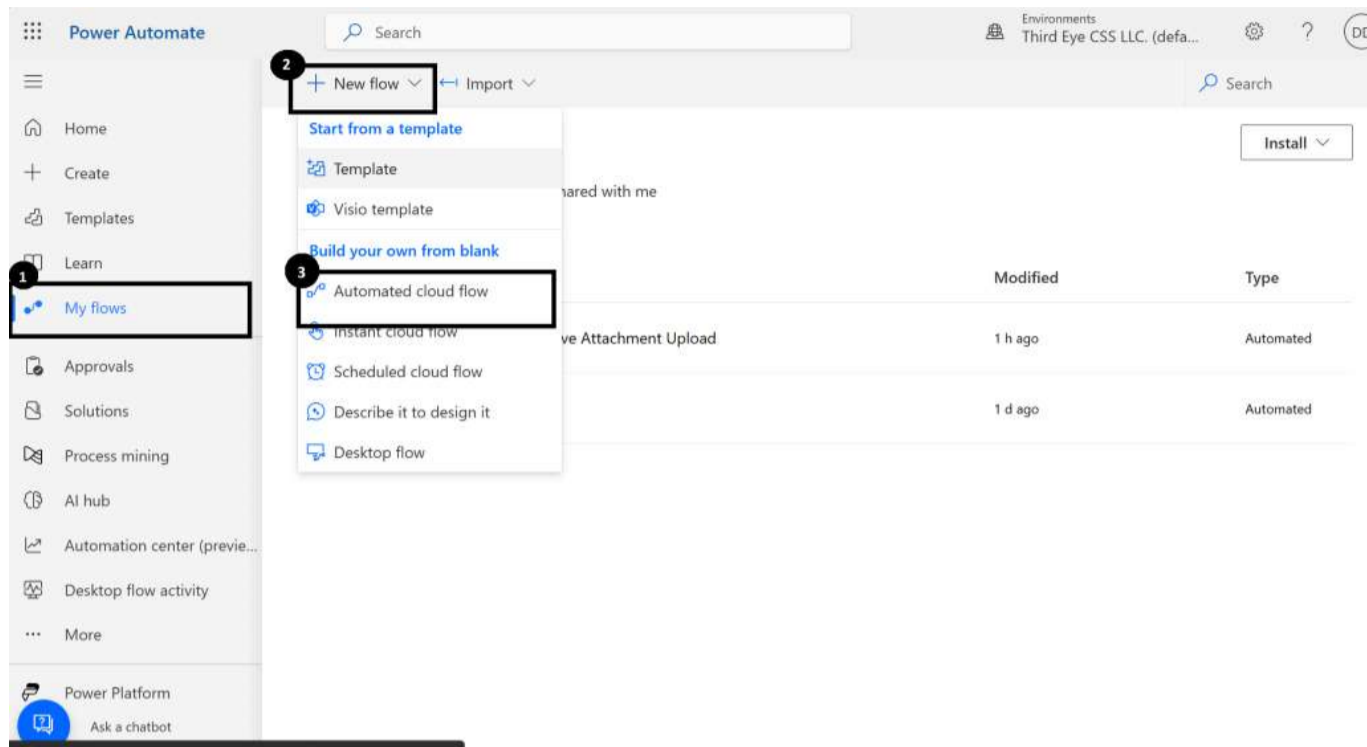 Power Automate
Search
Environments
Third Eye CSS LLC. (defa...
?
DD
2
New flow
Import
Search
Home
Create
Templates
Learn
1
My flows
Approvals
Solutions
Process mining
AI hub
Automation center (previe...
Desktop flow activity
More
Power Platform
Ask a chatbot
Start from a template
Template
Visio template
Build your own from blank
3
Automated cloud flow
Instant cloud flow
Scheduled cloud flow
Describe it to design it
Desktop flow
Install
hared with me
Modified
Type
ve Attachment Upload
1 h ago
Automated
1 d ago
Automated